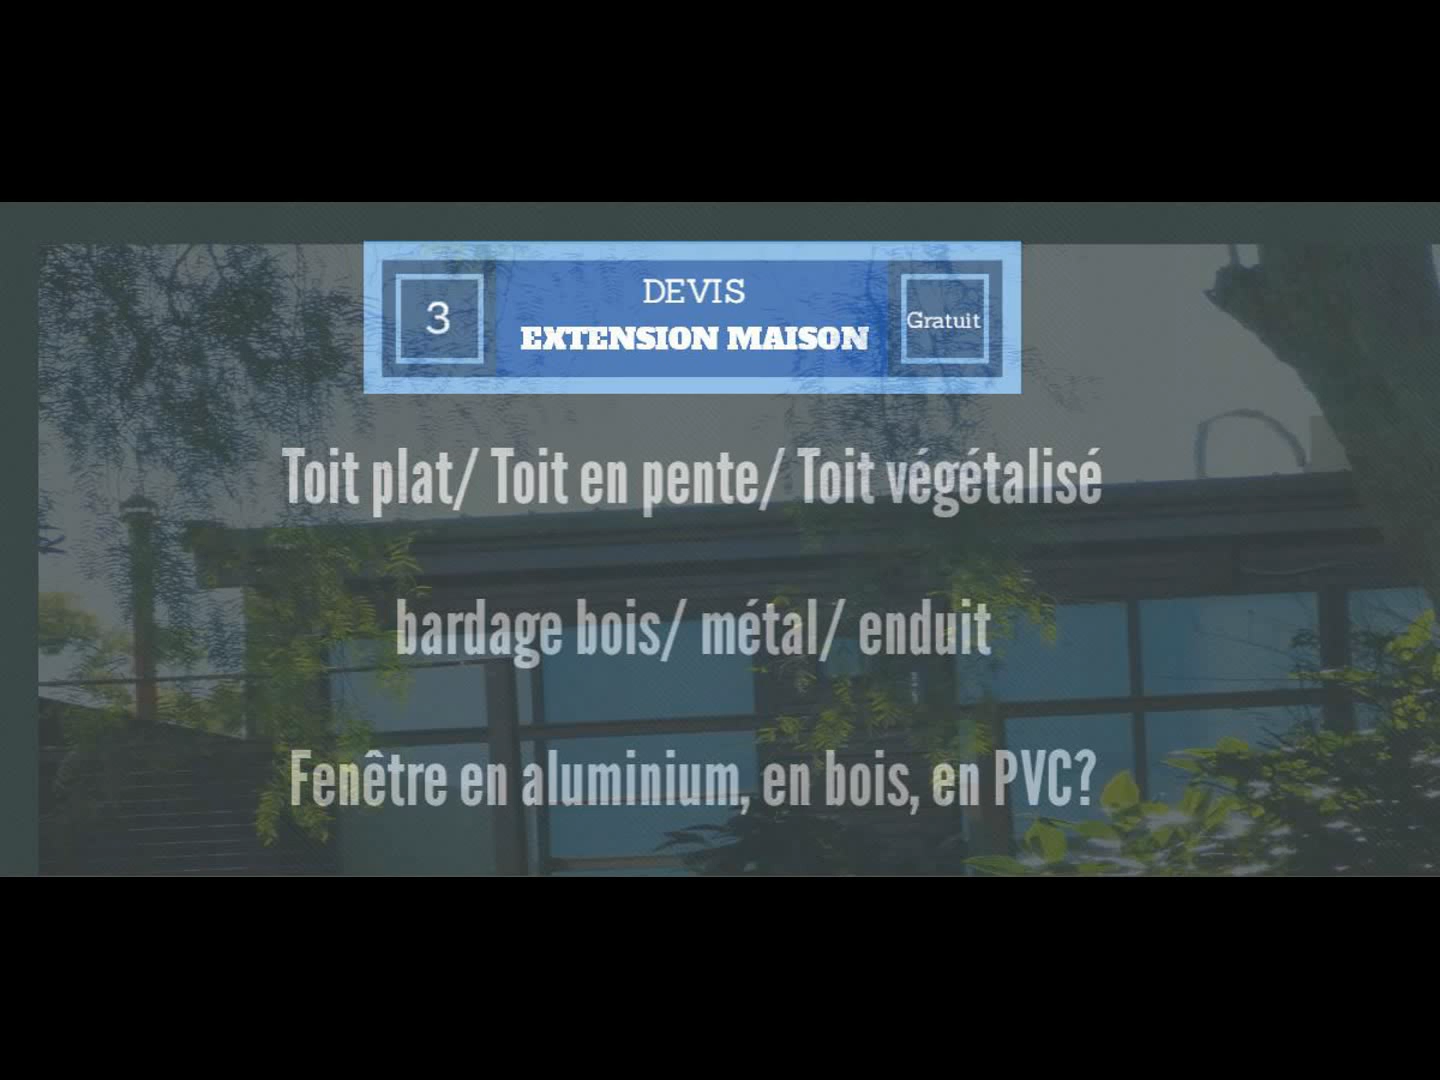 3
DEVIS
EXTENSION MAISON
Gratuit
Toit plat/ Toit en pente/ Toit végétalisé
bardage bois/ métal/ enduit
Fenêtre en aluminium, en bois, en PVC?